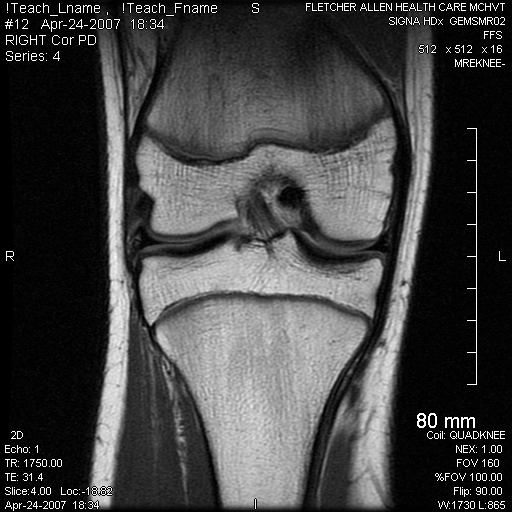 !Teach_Lname , !Teach_Fname
#12 Apr-24-2007 18:34
RIGHT Cor PD
Series: 4
S
FLETCHER ALLEN HEALTH CARE MCHVT
SIGNA HDx GEMSMR02
FFS
512 x 512 x 16
MREKNEE-
R
L
80 mm
2D
Echo: 1
TR: 1750.00
TE: 31.4
Slice:4.00 Loc:-18.82
Apr-24-2007 18:34
I
Coil: QUADKNEE
NEX: 1.00
FOV 160
%FOV 100.00
Flip: 90.00
W:1730 L:865